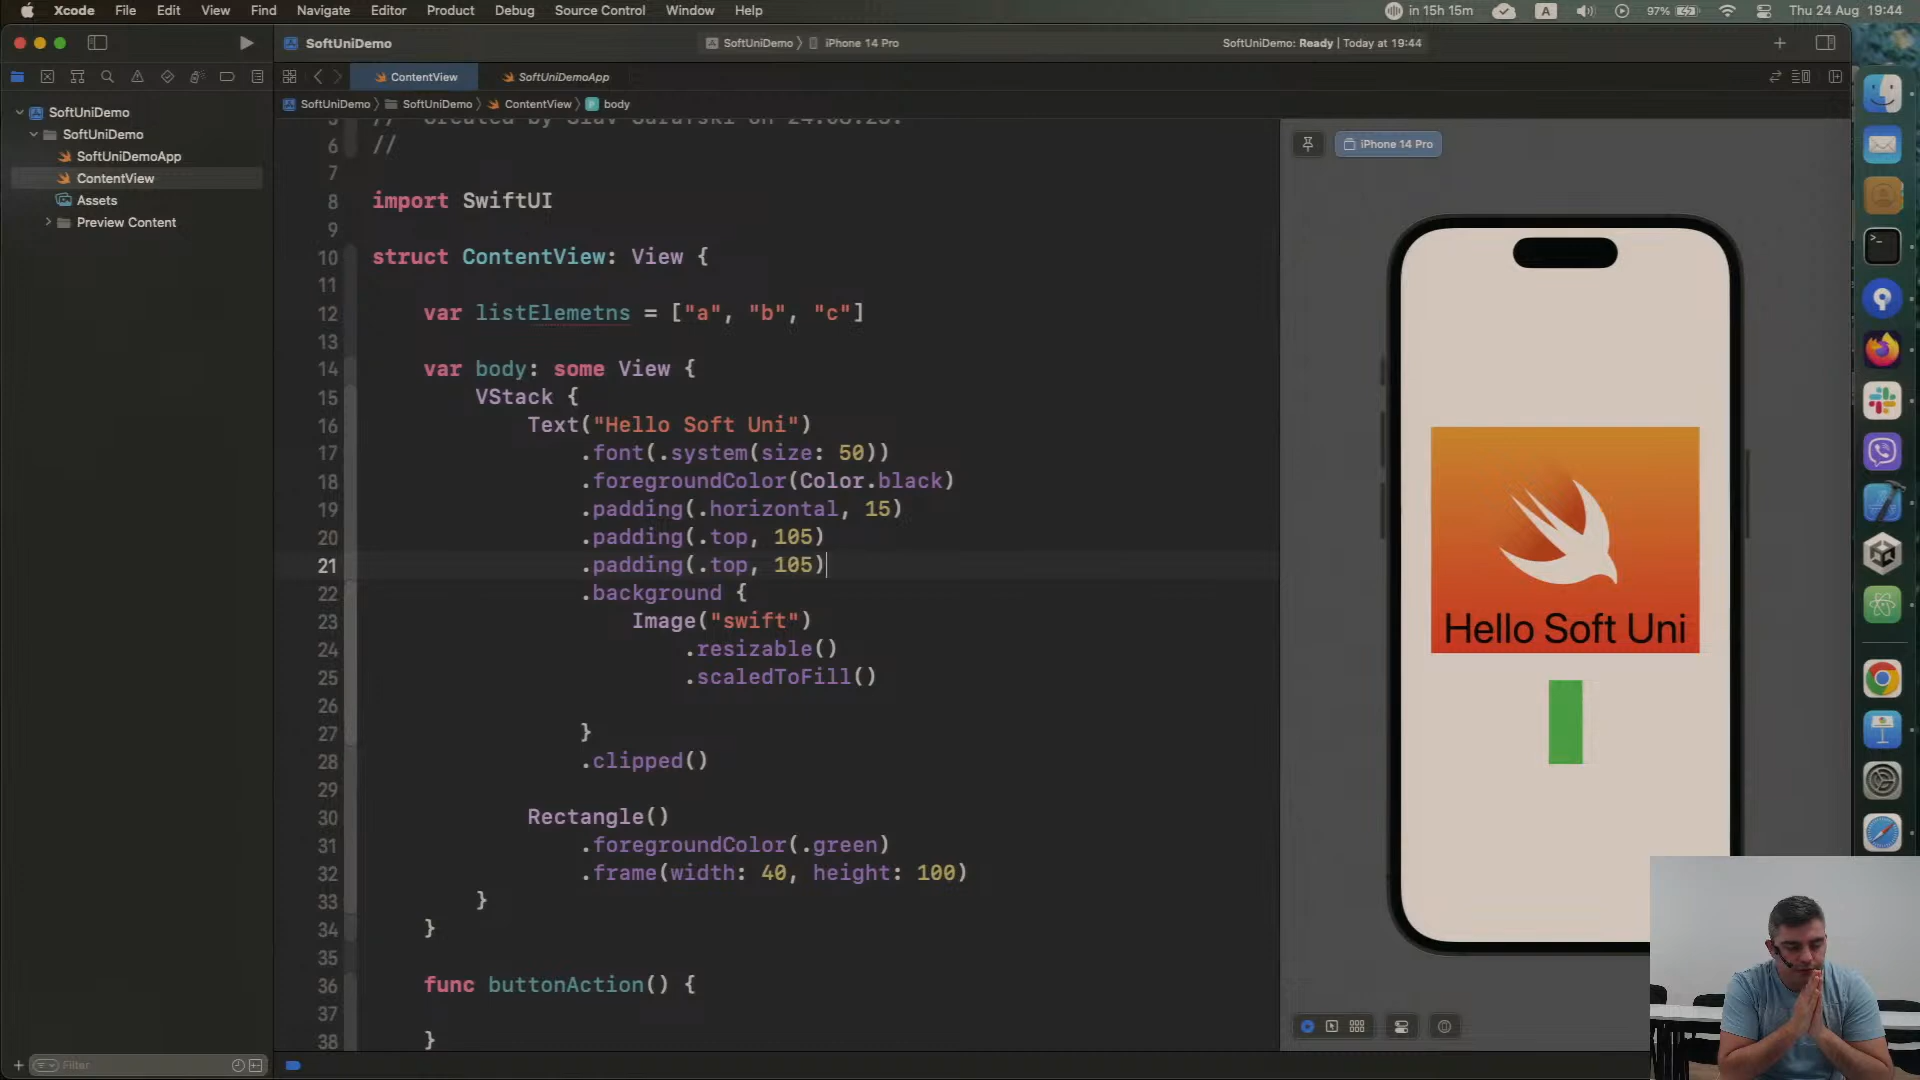 Xcode File Edit View Find Navigate Editor Product Debug Source Control Window Help in 15h 15m A 97% Thu 24 Aug 19:44
SoftUniDemo SoftUniDemo iPhone 14 Pro SoftUniDemo: Ready | Today at 19:44
ContentView SoftUniDemoApp
SoftUniDemo SoftUniDemo ContentView body
SoftUniDemo
SoftUniDemo
SoftUniDemoApp
ContentView
Assets
Preview Content
6 //
7
8 import SwiftUI
9
10 struct ContentView: View {
11
12 var listElemetns = ["a", "b", "c"]
13
14 var body: some View {
15 VStack {
16 Text("Hello Soft Uni")
17 .font(.system(size: 50))
18 .foregroundColor(Color.black)
19 .padding(.horizontal, 15)
20 .padding(.top, 105)
21 .padding(.top, 105)
22 .background {
23 Image("swift")
24 .resizable()
25 .scaledToFill()
26
27 }
28 .clipped()
29
30 Rectangle()
31 .foregroundColor(.green)
32 .frame(width: 40, height: 100)
33 }
34 }
35
36 func buttonAction() {
37
38 }
iPhone 14 Pro
Hello Soft Uni
Filter